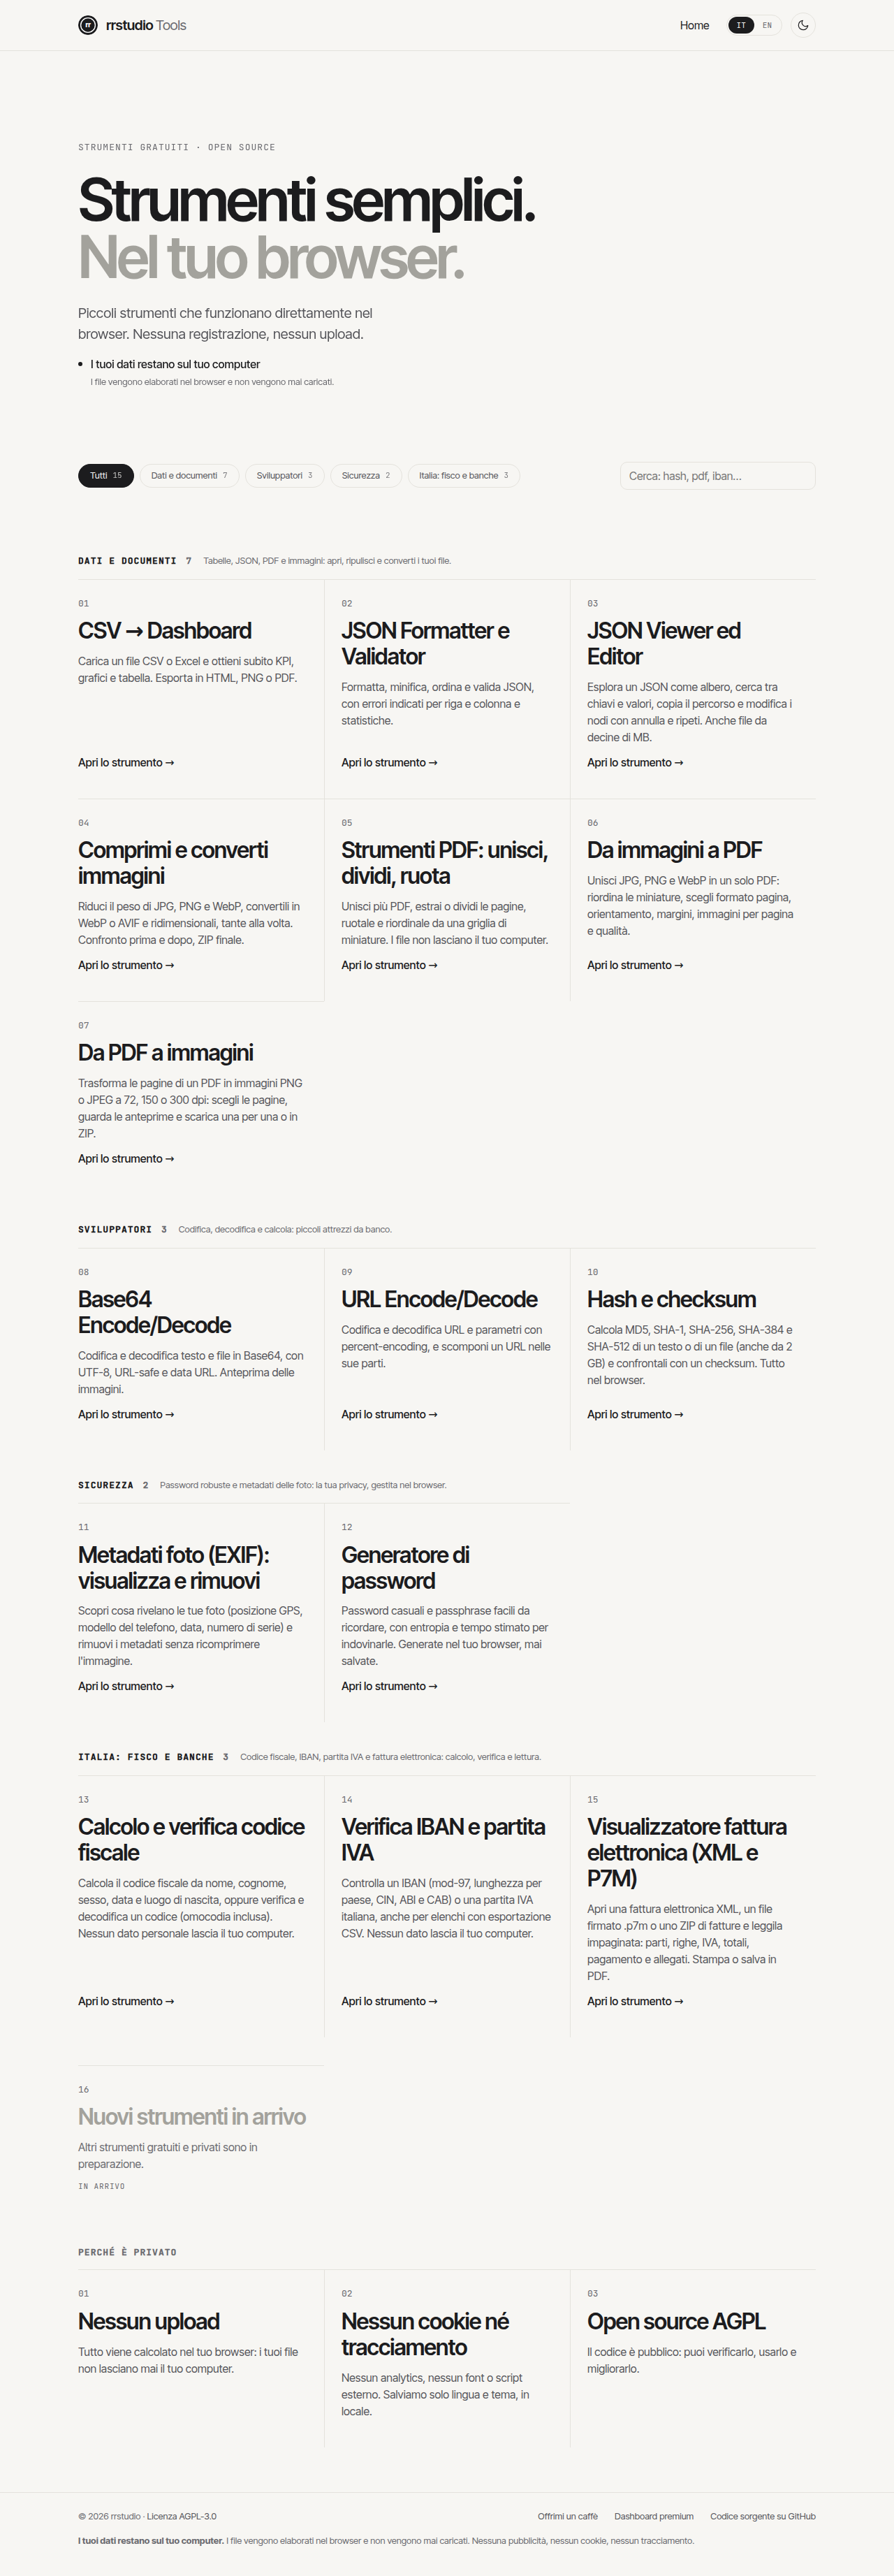 rr rrstudio Tools
Home
IT EN
STRUMENTI GRATUITI · OPEN SOURCE
Strumenti semplici.
Nel tuo browser.
Piccoli strumenti che funzionano direttamente nel
browser. Nessuna registrazione, nessun upload.
• I tuoi dati restano sul tuo computer
I file vengono elaborati nel browser e non vengono mai caricati.
Tutti 15
Dati e documenti 7
Sviluppatori 3
Sicurezza 2
Italia: fisco e banche 3
Cerca: hash, pdf, iban…
DATI E DOCUMENTI 7 Tabelle, JSON, PDF e immagini: apri, ripulisci e converti i tuoi file.
01
CSV → Dashboard
Carica un file CSV o Excel e ottieni subito KPI,
grafici e tabella. Esporta in HTML, PNG o PDF.
Apri lo strumento →
02
JSON Formatter e
Validator
Formatta, minifica, ordina e valida JSON,
con errori indicati per riga e colonna e
statistiche.
Apri lo strumento →
03
JSON Viewer ed
Editor
Esplora un JSON come albero, cerca tra
chiavi e valori, copia il percorso e modifica i
nodi con annulla e ripeti. Anche file da
decine di MB.
Apri lo strumento →
04
Comprimi e converti
immagini
Riduci il peso di JPG, PNG e WebP, convertili in
WebP o AVIF e ridimensionali, tante alla volta.
Confronto prima e dopo, ZIP finale.
Apri lo strumento →
05
Strumenti PDF: unisci,
dividi, ruota
Unisci più PDF, estrai o dividi le pagine,
ruotale e riordinale da una griglia di
miniature. I file non lasciano il tuo computer.
Apri lo strumento →
06
Da immagini a PDF
Unisci JPG, PNG e WebP in un solo PDF:
riordina le miniature, scegli formato pagina,
orientamento, margini, immagini per pagina
e qualità.
Apri lo strumento →
07
Da PDF a immagini
Trasforma le pagine di un PDF in immagini PNG
o JPEG a 72, 150 o 300 dpi: scegli le pagine,
guarda le anteprime e scarica una per una o in
ZIP.
Apri lo strumento →
SVILUPPATORI 3 Codifica, decodifica e calcola: piccoli attrezzi da banco.
08
Base64
Encode/Decode
Codifica e decodifica testo e file in Base64, con
UTF-8, URL-safe e data URL. Anteprima delle
immagini.
Apri lo strumento →
09
URL Encode/Decode
Codifica e decodifica URL e parametri con
percent-encoding, e scomponi un URL nelle
sue parti.
Apri lo strumento →
10
Hash e checksum
Calcola MD5, SHA-1, SHA-256, SHA-384 e
SHA-512 di un testo o di un file (anche da 2
GB) e confrontali con un checksum. Tutto
nel browser.
Apri lo strumento →
SICUREZZA 2 Password robuste e metadati delle foto: la tua privacy, gestita nel browser.
11
Metadati foto (EXIF):
visualizza e rimuovi
Scopri cosa rivelano le tue foto (posizione GPS,
modello del telefono, data, numero di serie) e
rimuovi i metadati senza ricomprimere
l'immagine.
Apri lo strumento →
12
Generatore di
password
Password casuali e passphrase facili da
ricordare, con entropia e tempo stimato per
indovinarle. Generate nel tuo browser, mai
salvate.
Apri lo strumento →
ITALIA: FISCO E BANCHE 3 Codice fiscale, IBAN, partita IVA e fattura elettronica: calcolo, verifica e lettura.
13
Calcolo e verifica codice
fiscale
Calcola il codice fiscale da nome, cognome,
sesso, data e luogo di nascita, oppure verifica e
decodifica un codice (omocodia inclusa).
Nessun dato personale lascia il tuo computer.
Apri lo strumento →
14
Verifica IBAN e partita
IVA
Controlla un IBAN (mod-97, lunghezza per
paese, CIN, ABI e CAB) o una partita IVA
italiana, anche per elenchi con esportazione
CSV. Nessun dato lascia il tuo computer.
Apri lo strumento →
15
Visualizzatore fattura
elettronica (XML e
P7M)
Apri una fattura elettronica XML, un file
firmato .p7m o uno ZIP di fatture e leggila
impaginata: parti, righe, IVA, totali,
pagamento e allegati. Stampa o salva in
PDF.
Apri lo strumento →
16
Nuovi strumenti in arrivo
Altri strumenti gratuiti e privati sono in
preparazione.
IN ARRIVO
PERCHÉ È PRIVATO
01
Nessun upload
Tutto viene calcolato nel tuo browser: i tuoi file
non lasciano mai il tuo computer.
02
Nessun cookie né
tracciamento
Nessun analytics, nessun font o script
esterno. Salviamo solo lingua e tema, in
locale.
03
Open source AGPL
Il codice è pubblico: puoi verificarlo, usarlo e
migliorarlo.
© 2026 rrstudio · Licenza AGPL-3.0
Offrimi un caffè
Dashboard premium
Codice sorgente su GitHub
I tuoi dati restano sul tuo computer. I file vengono elaborati nel browser e non vengono mai caricati. Nessuna pubblicità, nessun cookie, nessun tracciamento.